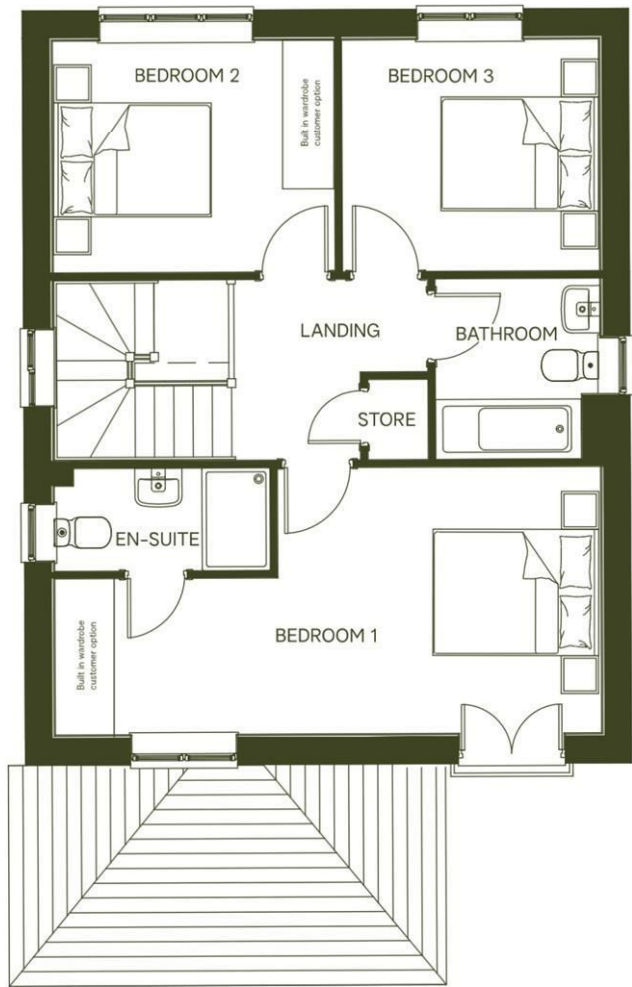 BEDROOM 2
Built in wardrobe
customer option
BEDROOM 3
LANDING
BATHROOM
STORE
EN-SUITE
BEDROOM 1
Built in wardrobe
customer option